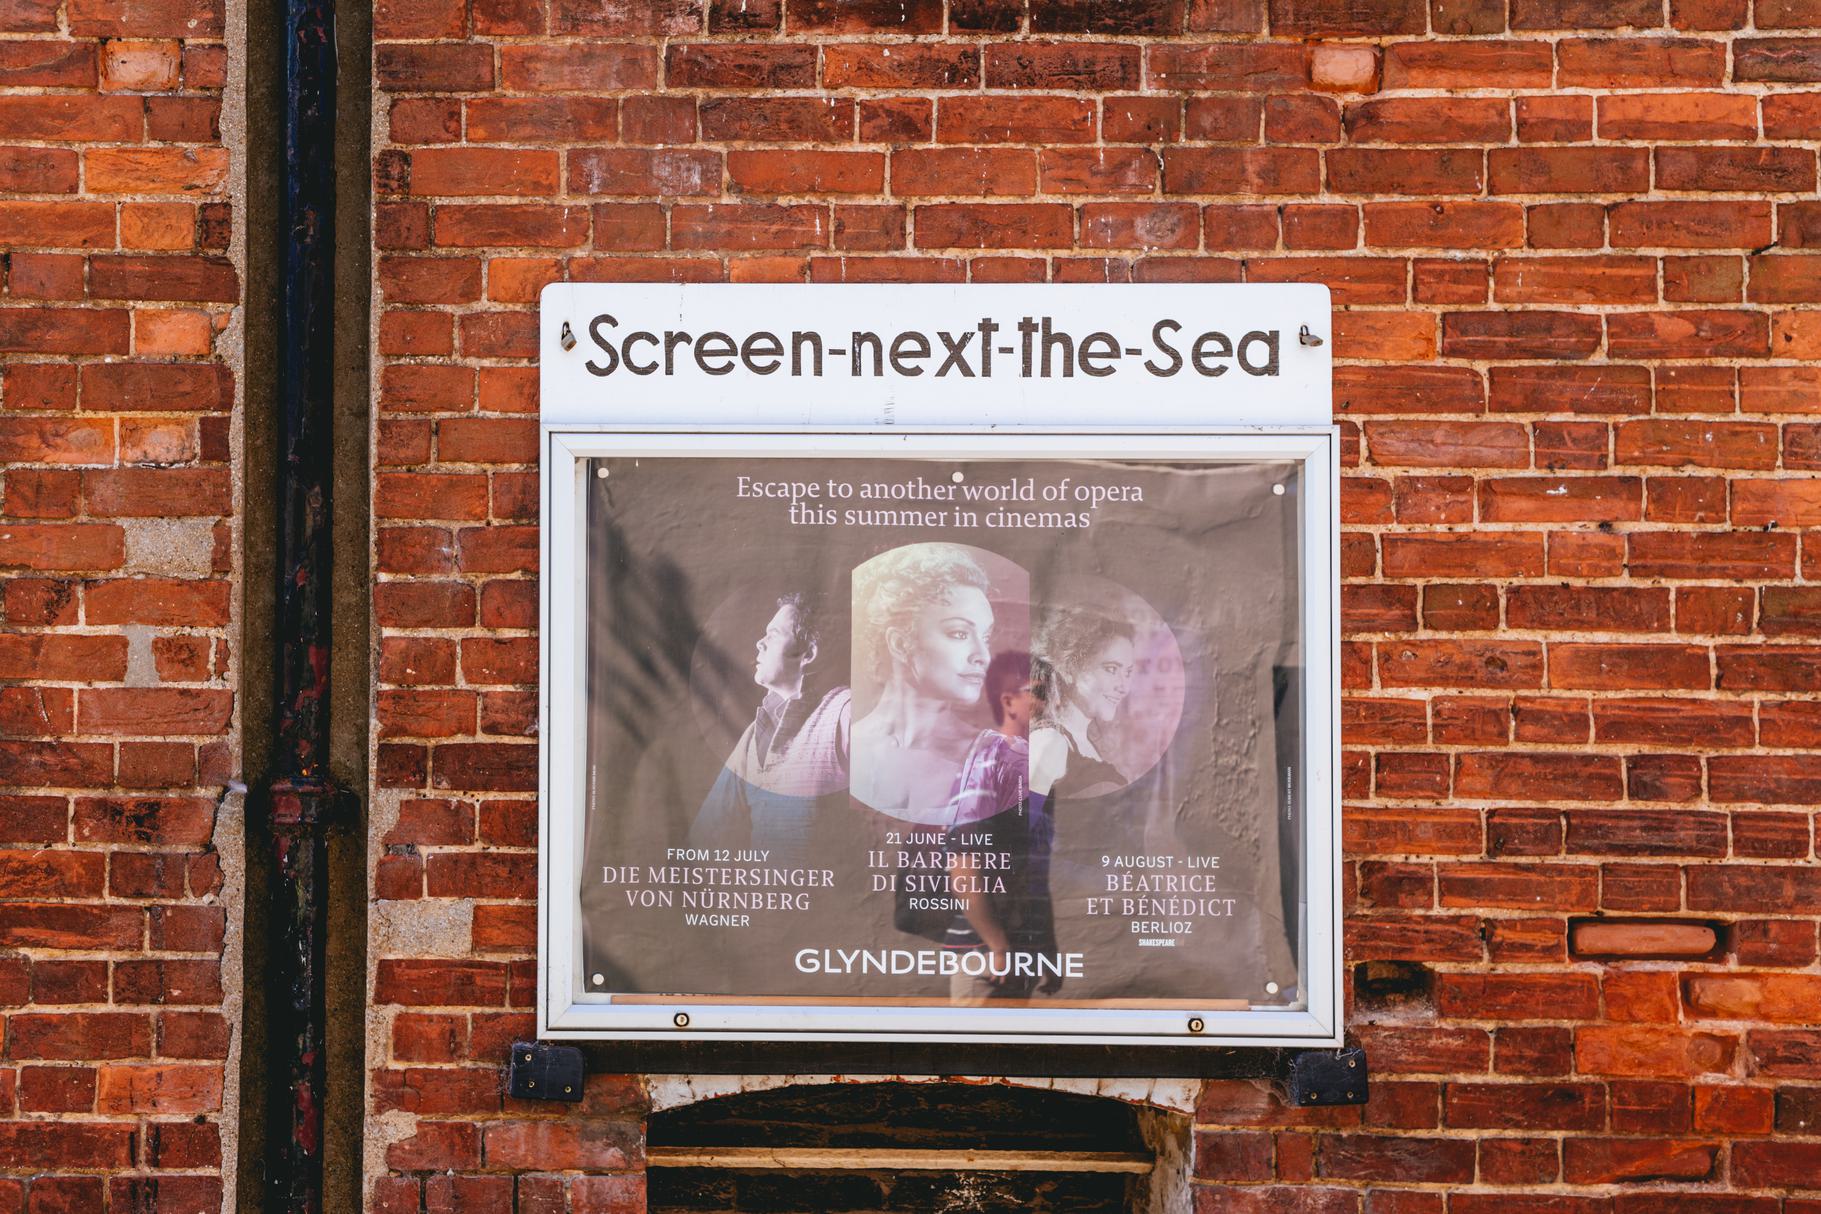 Screen-next-the-Sea
Escape to another world of opera
this summer in cinemas
FROM 12 JULY
DIE MEISTERSINGER
VON NÜRNBERG
WAGNER
21 JUNE - LIVE
IL BARBIERE
DI SIVIGLIA
ROSSINI
9 AUGUST - LIVE
BÉATRICE
ET BÉNÉDICT
BERLIOZ
SHAKESPEARE
GLYNDEBOURNE